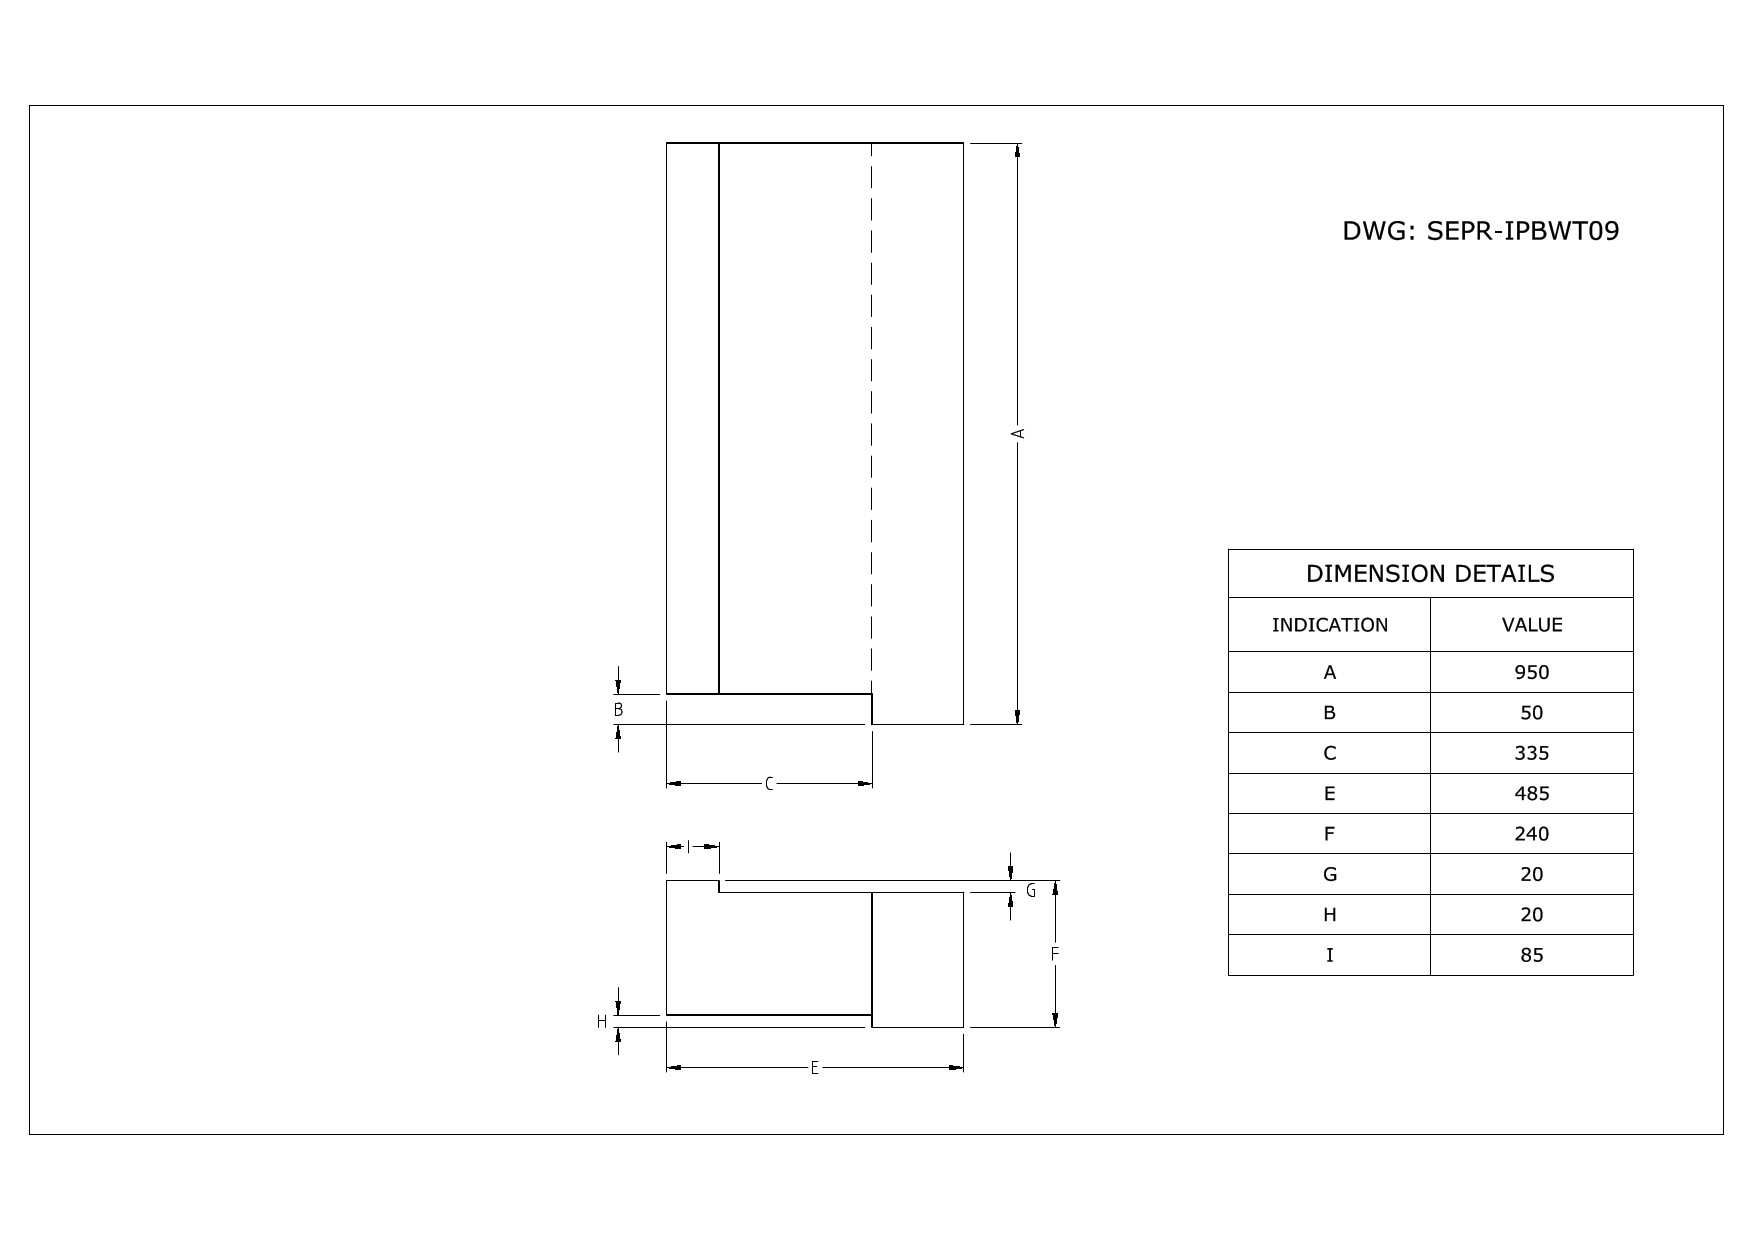 DWG: SEPR-IPBWT09
A
B
C
I
G
F
H
E
DIMENSION DETAILS
INDICATION VALUE
A 950
B 50
C 335
E 485
F 240
G 20
H 20
I 85